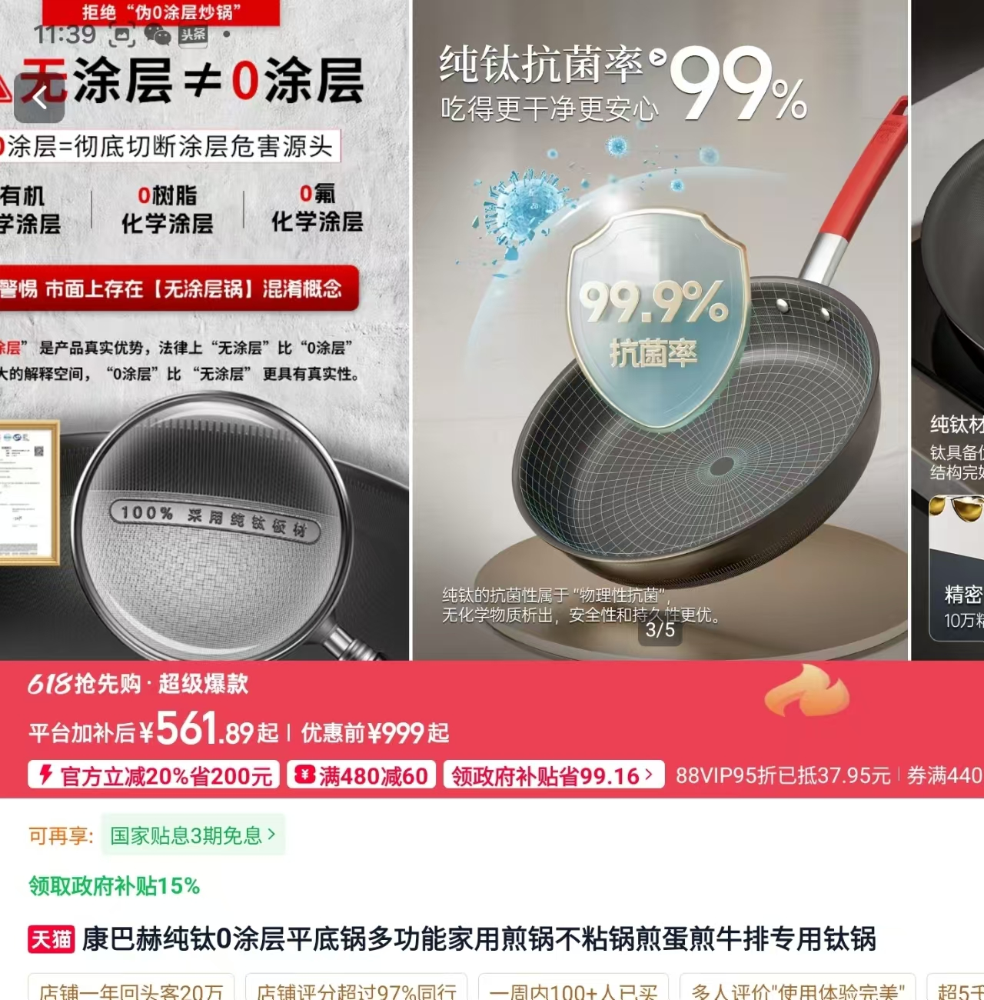 拒绝“伪0涂层炒锅”
11:39
头条
无涂层≠0涂层
0涂层=彻底切断涂层危害源头
有机
学涂层
0树脂
化学涂层
0氟
化学涂层
警惕 市面上存在【无涂层锅】混淆概念
涂层” 是产品真实优势，法律上“无涂层”比“0涂层”
大的解释空间，“0涂层”比 “无涂层” 更具有真实性。
100% 采用纯钛板材
纯钛抗菌率>99%
吃得更干净更安心
99.9%
抗菌率
纯钛的抗菌性属于 “物理性抗菌”，
无化学物质析出，安全性和持久性更优。
3/5
纯钛材
钛具备优
结构完好
精密
10万精
618抢先购·超级爆款
平台加补后¥561.89起 | 优惠前¥999起
官方立减20%省200元
满480减60
领政府补贴省99.16 >
88VIP95折已抵37.95元 | 券满440
可再享: 国家贴息3期免息 >
领取政府补贴15%
天猫 康巴赫纯钛0涂层平底锅多功能家用煎锅不粘锅煎蛋煎牛排专用钛锅
店铺一年回头客20万
店铺评分超过97%同行
一周内100+人已买
多人评价"使用体验完美"
超5千